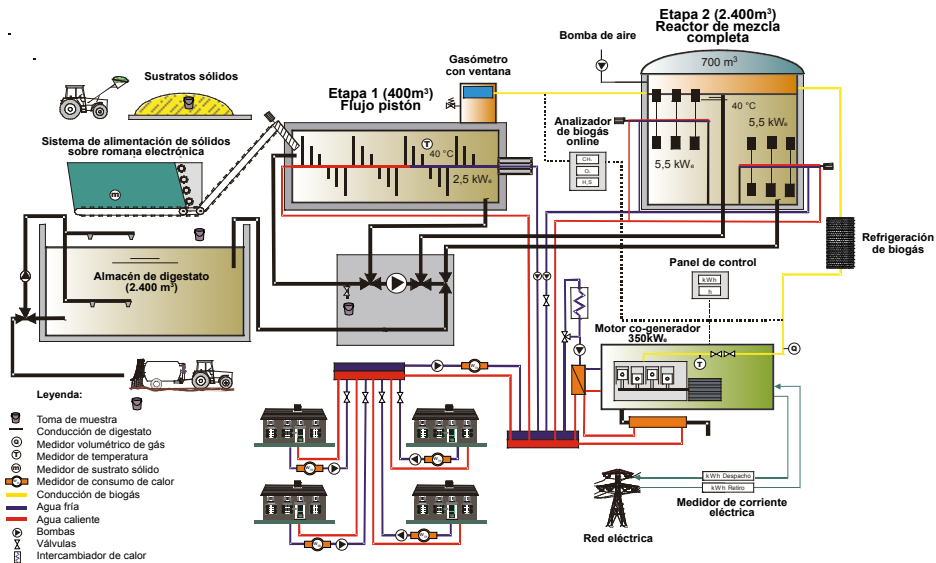 Etapa 2 (2.400m³)
Reactor de mezcla
completa
Bomba de aire
700 m³
Gasómetro
con ventana
Sustratos sólidos
Etapa 1 (400m³)
Flujo pistón
40 °C
Analizador
de biogás
online
5,5 kWe
CH₄
O₂
H₂S
5,5 kWe
Sistema de alimentación de sólidos
sobre romana electrónica
T
40 °C
2,5 kWe
m
Refrigeración
de biogás
Panel de control
kWh
h
Almacén de digestato
(2.400 m³)
Motor co-generador
350kWe
Q
T
Leyenda:
Toma de muestra
Conducción de digestato
Q
Medidor volumétrico de gás
T
Medidor de temperatura
m
Medidor de sustrato sólido
Medidor de consumo de calor
Conducción de biogás
Agua fría
Agua caliente
Bombas
Válvulas
Intercambiador de calor
kWh Despacho
kWh Retiro
Medidor de corriente
eléctrica
Red eléctrica